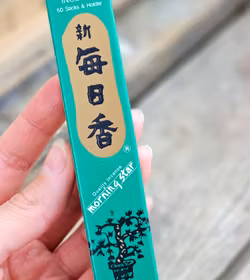 50 Sticks & Holder
新
毎日香
Quality Incense
morning star